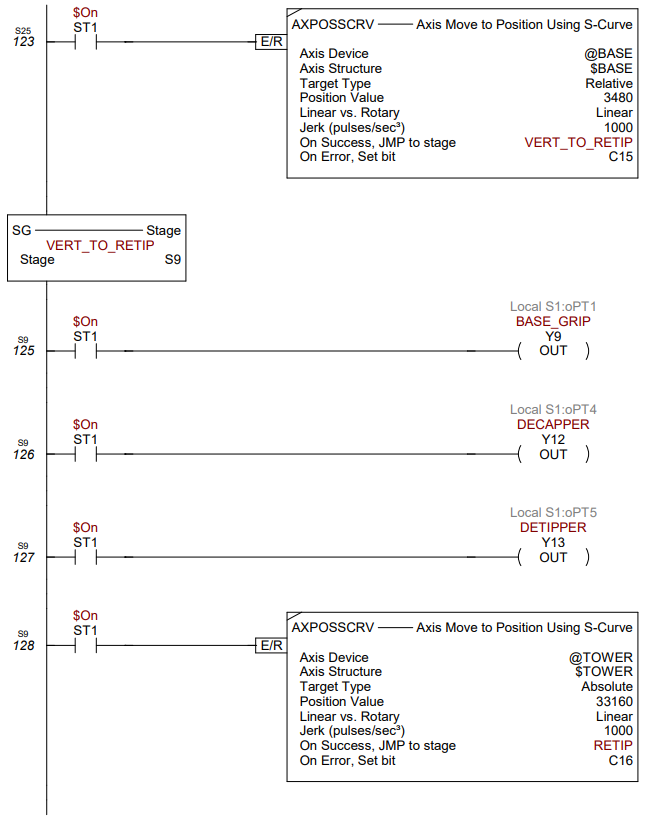 $On
S25 ST1
123 E/R AXPOSSCRV Axis Move to Position Using S-Curve
Axis Device @BASE
Axis Structure $BASE
Target Type Relative
Position Value 3480
Linear vs. Rotary Linear
Jerk (pulses/sec³) 1000
On Success, JMP to stage VERT_TO_RETIP
On Error, Set bit C15
SG Stage
VERT_TO_RETIP
Stage S9
Local S1:oPT1
$On BASE_GRIP
S9 ST1 Y9
125 ( OUT )
Local S1:oPT4
$On DECAPPER
S9 ST1 Y12
126 ( OUT )
Local S1:oPT5
$On DETIPPER
S9 ST1 Y13
127 ( OUT )
$On
S9 ST1
128 E/R AXPOSSCRV Axis Move to Position Using S-Curve
Axis Device @TOWER
Axis Structure $TOWER
Target Type Absolute
Position Value 33160
Linear vs. Rotary Linear
Jerk (pulses/sec³) 1000
On Success, JMP to stage RETIP
On Error, Set bit C16